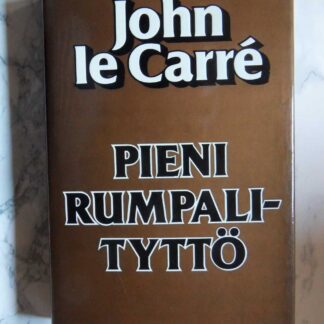 John
le Carré
PIENI
RUMPALI-
TYTTÖ